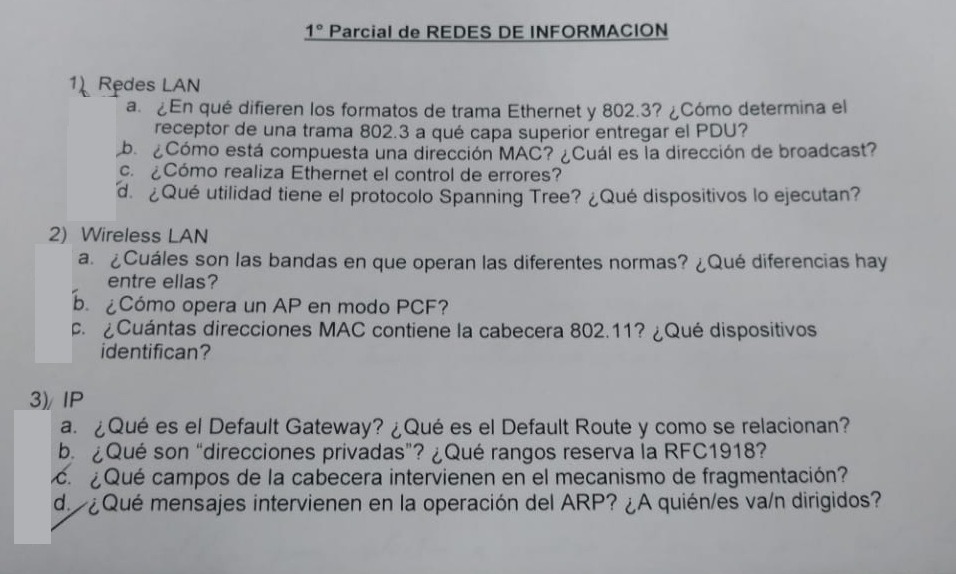 1° Parcial de REDES DE INFORMACION
1) Redes LAN
a. ¿En qué difieren los formatos de trama Ethernet y 802.3? ¿Cómo determina el
receptor de una trama 802.3 a qué capa superior entregar el PDU?
b. ¿Cómo está compuesta una dirección MAC? ¿Cuál es la dirección de broadcast?
c. ¿Cómo realiza Ethernet el control de errores?
d. ¿Qué utilidad tiene el protocolo Spanning Tree? ¿Qué dispositivos lo ejecutan?
2) Wireless LAN
a. ¿Cuáles son las bandas en que operan las diferentes normas? ¿Qué diferencias hay
entre ellas?
b. ¿Cómo opera un AP en modo PCF?
c. ¿Cuántas direcciones MAC contiene la cabecera 802.11? ¿Qué dispositivos
identifican?
3) IP
a. ¿Qué es el Default Gateway? ¿Qué es el Default Route y como se relacionan?
b. ¿Qué son "direcciones privadas"? ¿Qué rangos reserva la RFC1918?
c. ¿Qué campos de la cabecera intervienen en el mecanismo de fragmentación?
d. ¿Qué mensajes intervienen en la operación del ARP? ¿A quién/es va/n dirigidos?